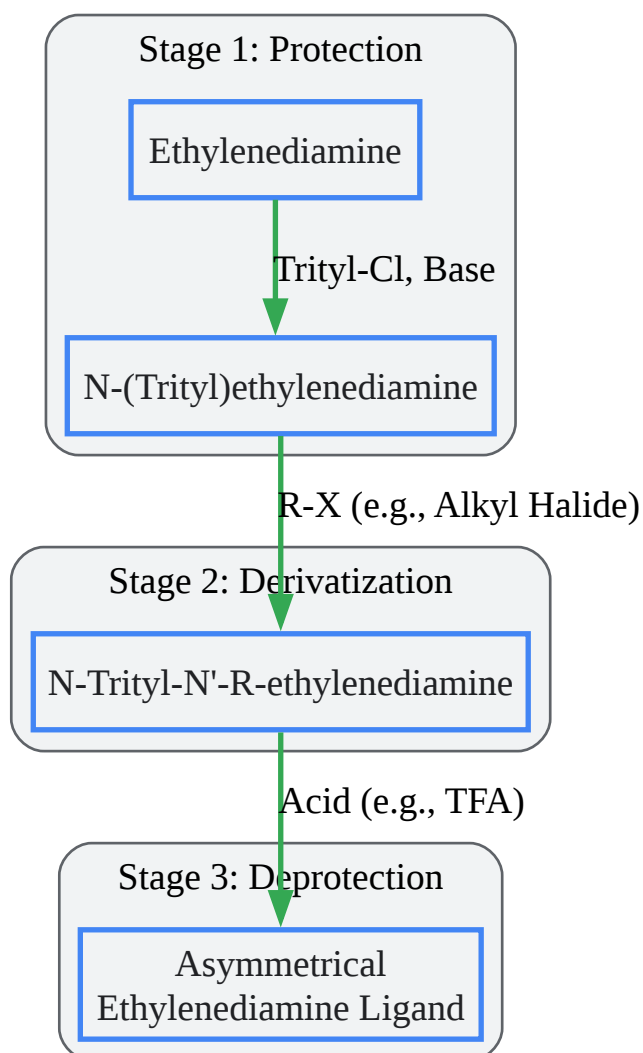 Stage 1: Protection
Ethylenediamine
Trityl-Cl, Base
N-(Trityl)ethylenediamine
R-X (e.g., Alkyl Halide)
Stage 2: Derivatization
N-Trityl-N'-R-ethylenediamine
Acid (e.g., TFA)
Stage 3: Deprotection
Asymmetrical
Ethylenediamine Ligand